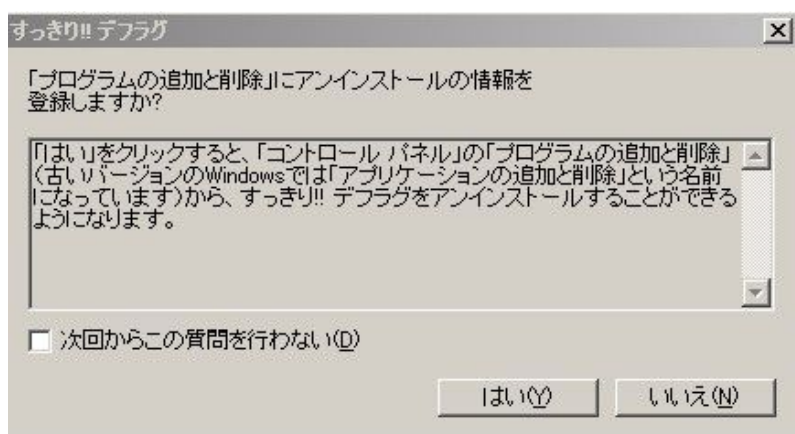 すっきり!! デフラグ
「プログラムの追加と削除」にアンインストールの情報を
登録しますか?
「はい」をクリックすると、「コントロール パネル」の「プログラムの追加と削除」
(古いバージョンのWindowsでは「アプリケーションの追加と削除」という名前
になっています)から、すっきり!! デフラグをアンインストールすることができる
ようになります。
次回からこの質問を行わない(D)
はい(Y)
いいえ(N)